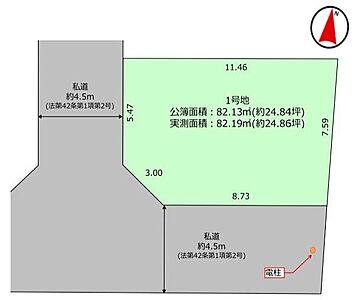 N
11.46
私道
約4.5m
(法第42条第1項第2号)
1号地
公簿面積：82.13㎡(約24.84坪)
実測面積：82.19㎡(約24.86坪)
5.47
7.59
3.00
8.73
私道
約4.5m
(法第42条第1項第2号)
電柱